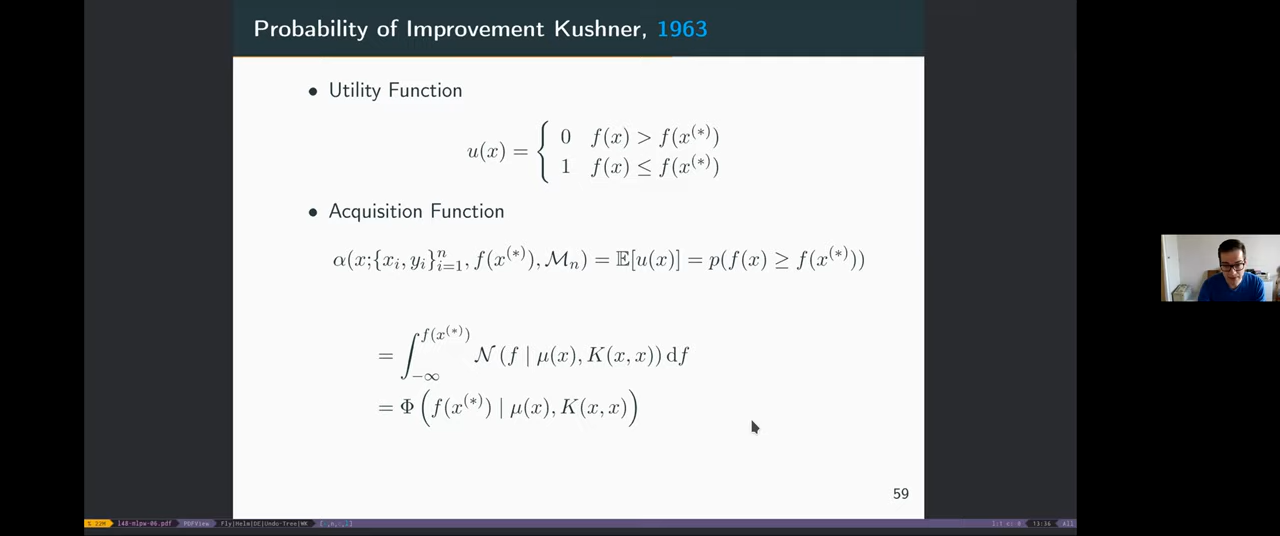 Probability of Improvement Kushner, 1963
• Utility Function
u(x) = { 0 f(x) > f(x^(*))
1 f(x) ≤ f(x^(*))
• Acquisition Function
α(x; {x_i, y_i}_{i=1}^n, f(x^(*)), M_n) = 𝔼[u(x)] = p(f(x) ≥ f(x^(*)))
= ∫_{-∞}^{f(x^(*))} N (f | μ(x), K(x, x)) df
= Φ (f(x^(*)) | μ(x), K(x, x))
59